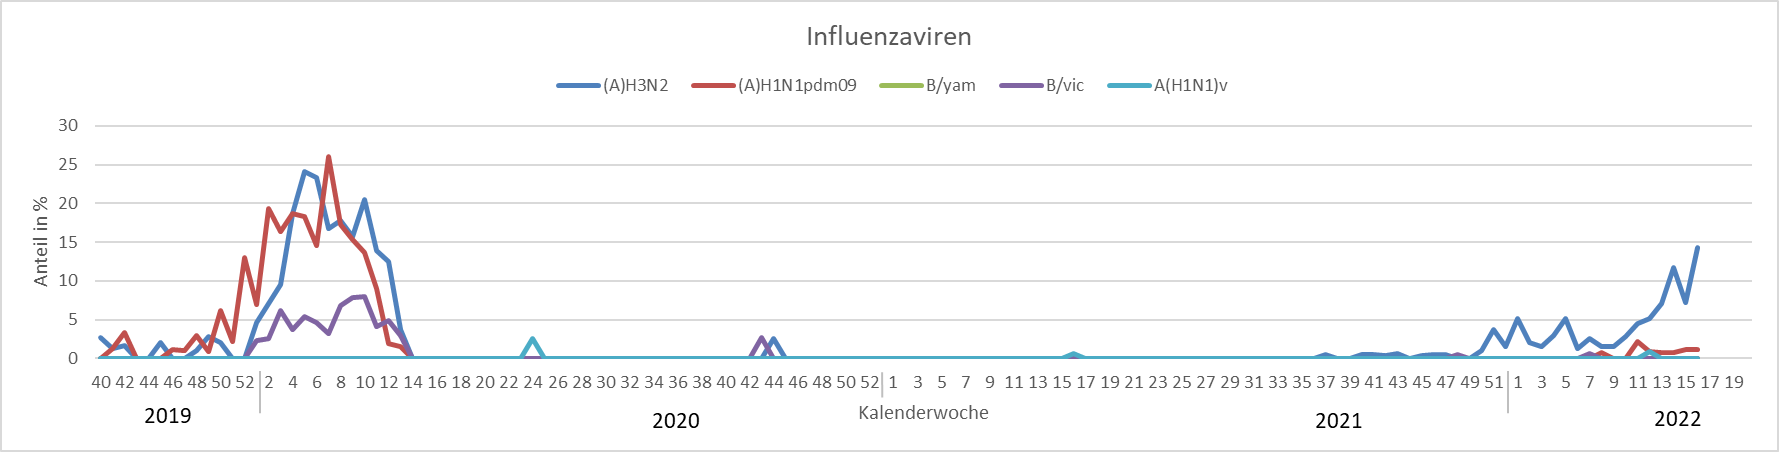 Influenzaviren
(A)H3N2 (A)H1N1pdm09 B/yam B/vic A(H1N1)v
Anteil in %
30
25
20
15
10
5
0
40 42 44 46 48 50 52 2 4 6 8 10 12 14 16 18 20 22 24 26 28 30 32 34 36 38 40 42 44 46 48 50 52 1 3 5 7 9 11 13 15 17 19 21 23 25 27 29 31 33 35 37 39 41 43 45 47 49 51 1 3 5 7 9 11 13 15 17 19
2019 2020 2021 2022
Kalenderwoche